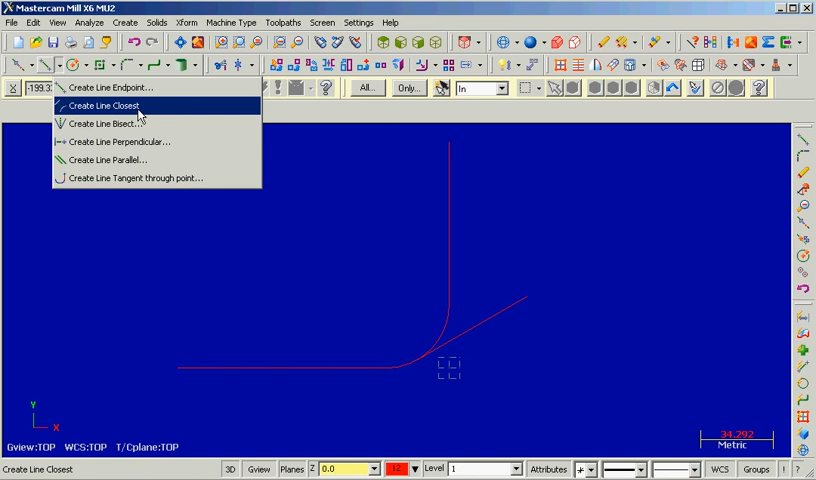 Mastercam Mill X6 MU2
File Edit View Analyze Create Solids XForm Machine Type Toolpaths Screen Settings Help
X -199.3 All... Only... In
Create Line Endpoint...
Create Line Closest
Create Line Bisect...
Create Line Perpendicular...
Create Line Parallel...
Create Line Tangent through point...
Y
X
34.292
Metric
Gview:TOP WCS:TOP T/Cplane:TOP
Create Line Closest 3D Gview Planes Z 0.0 12 Level 1 Attributes * WCS Groups ! ?